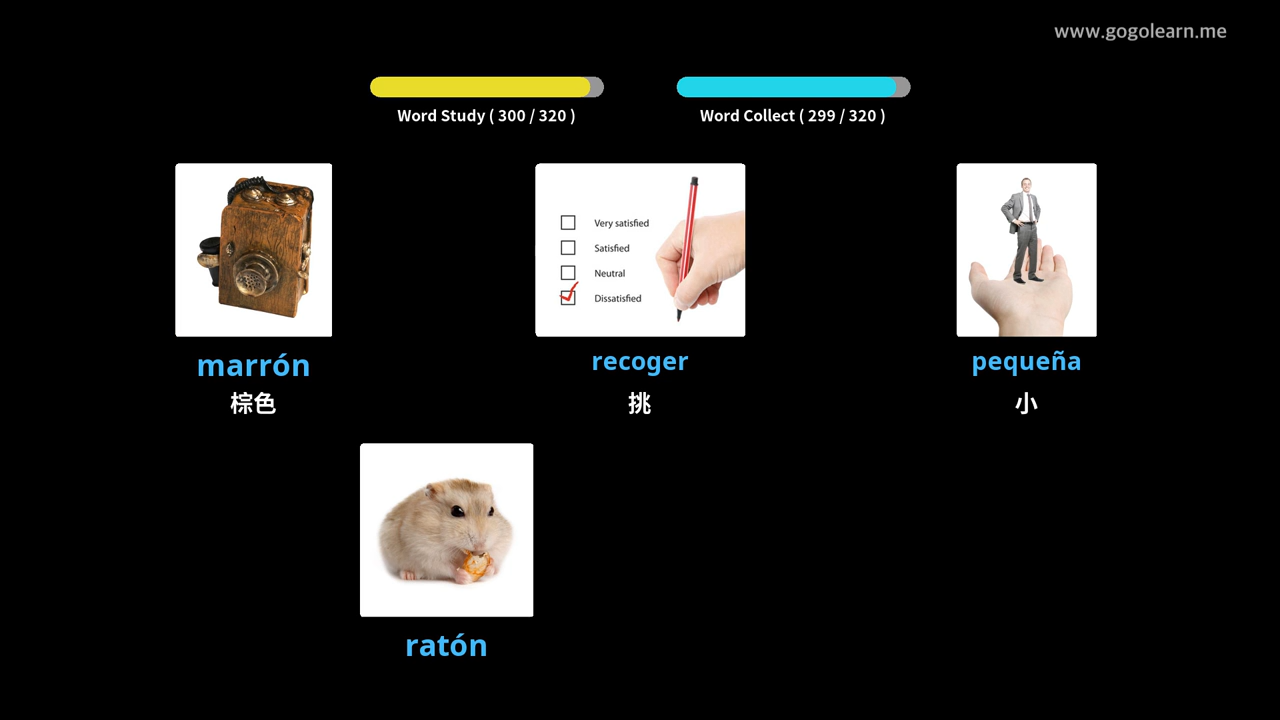 www.gogolearn.me
Word Study ( 300 / 320 )
Word Collect ( 299 / 320 )
Very satisfied
Satisfied
Neutral
Dissatisfied
marrón
recoger
pequeña
棕色
挑
小
ratón